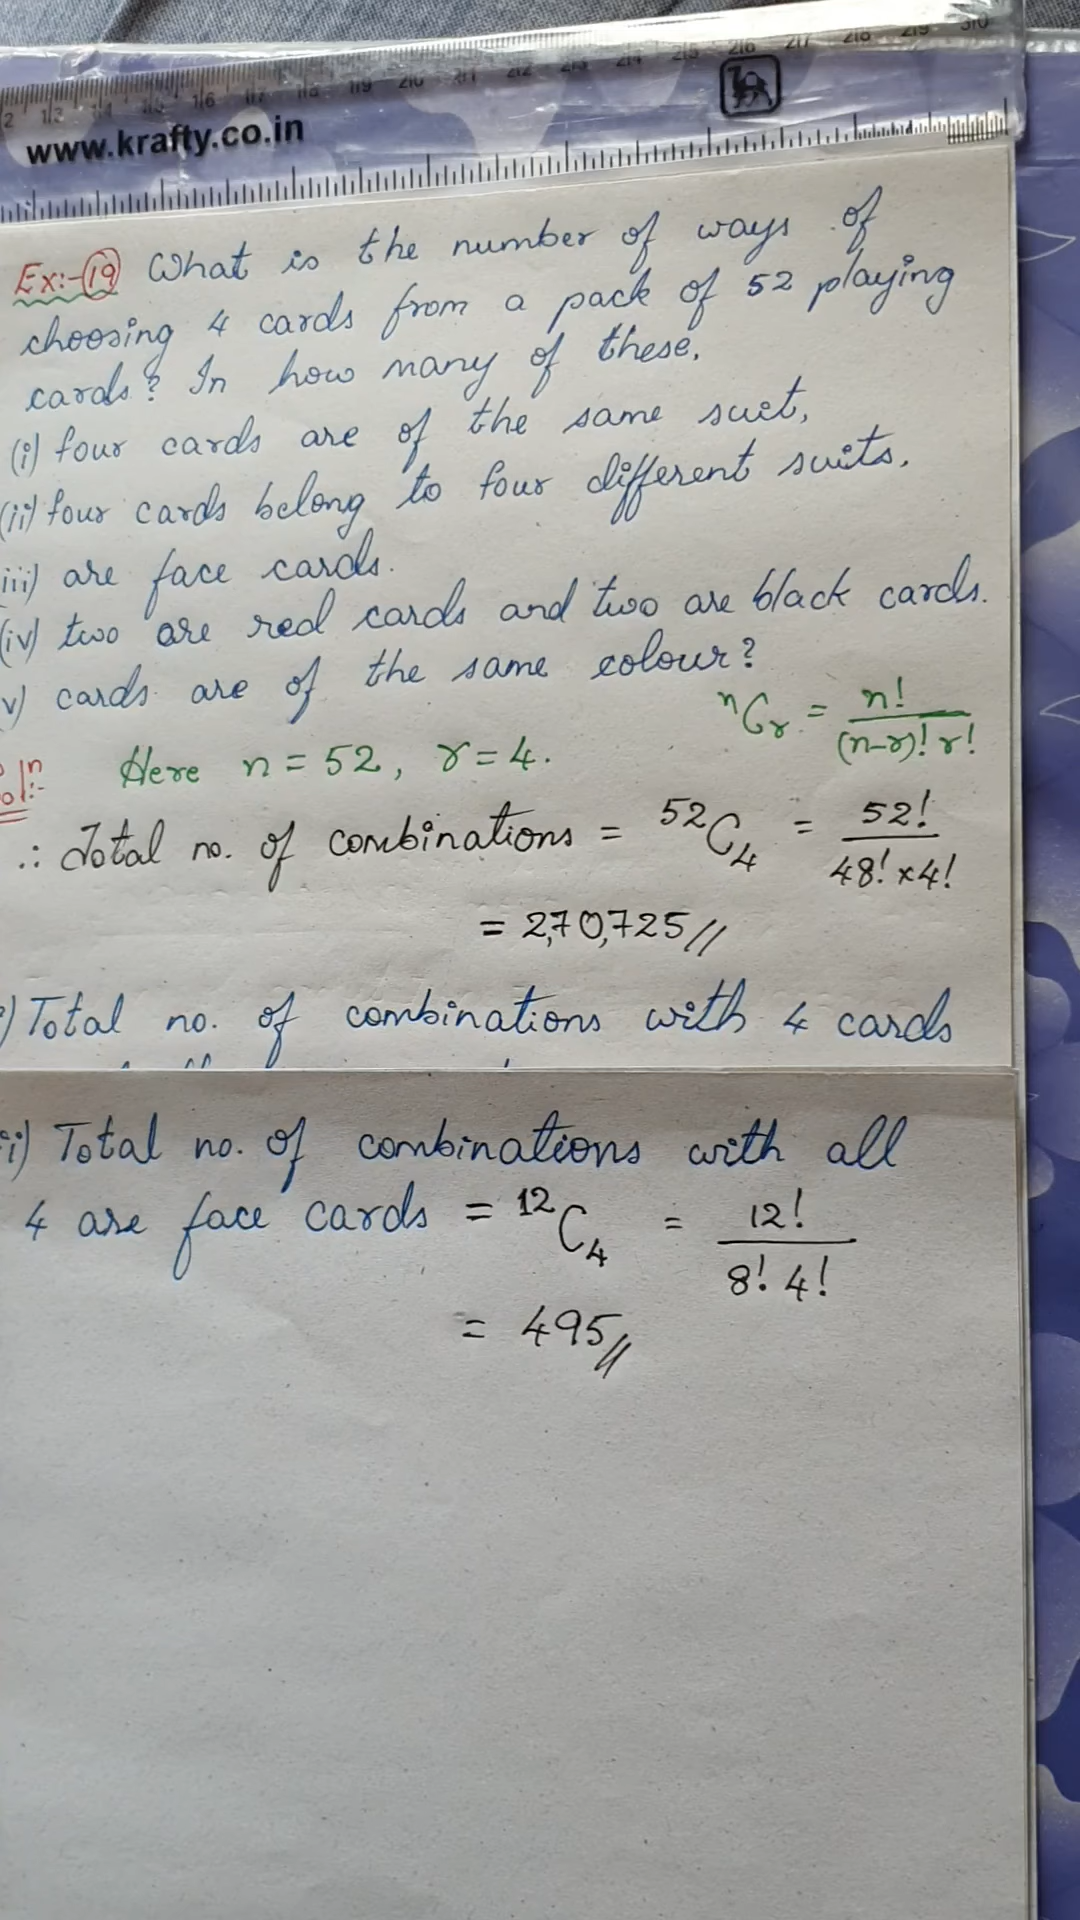 www.krafty.co.in
Ex:- 19 What is the number of ways of
choosing 4 cards from a pack of 52 playing
cards? In how many of these,
(i) four cards are of the same suit,
(ii) four cards belong to four different suits,
iii) are face cards.
(iv) two are red cards and two are black cards.
v) cards are of the same colour?
ⁿCᵣ = n! / (n-r)! r!
Soln:- Here n = 52, r = 4.
∴ Total no. of combinations = ⁵²C₄ = 52! / 48! × 4!
= 2,70,725//
i) Total no. of combinations with 4 cards
ii) Total no. of combinations with all
4 are face cards = ¹²C₄ = 12! / 8! 4!
= 495//